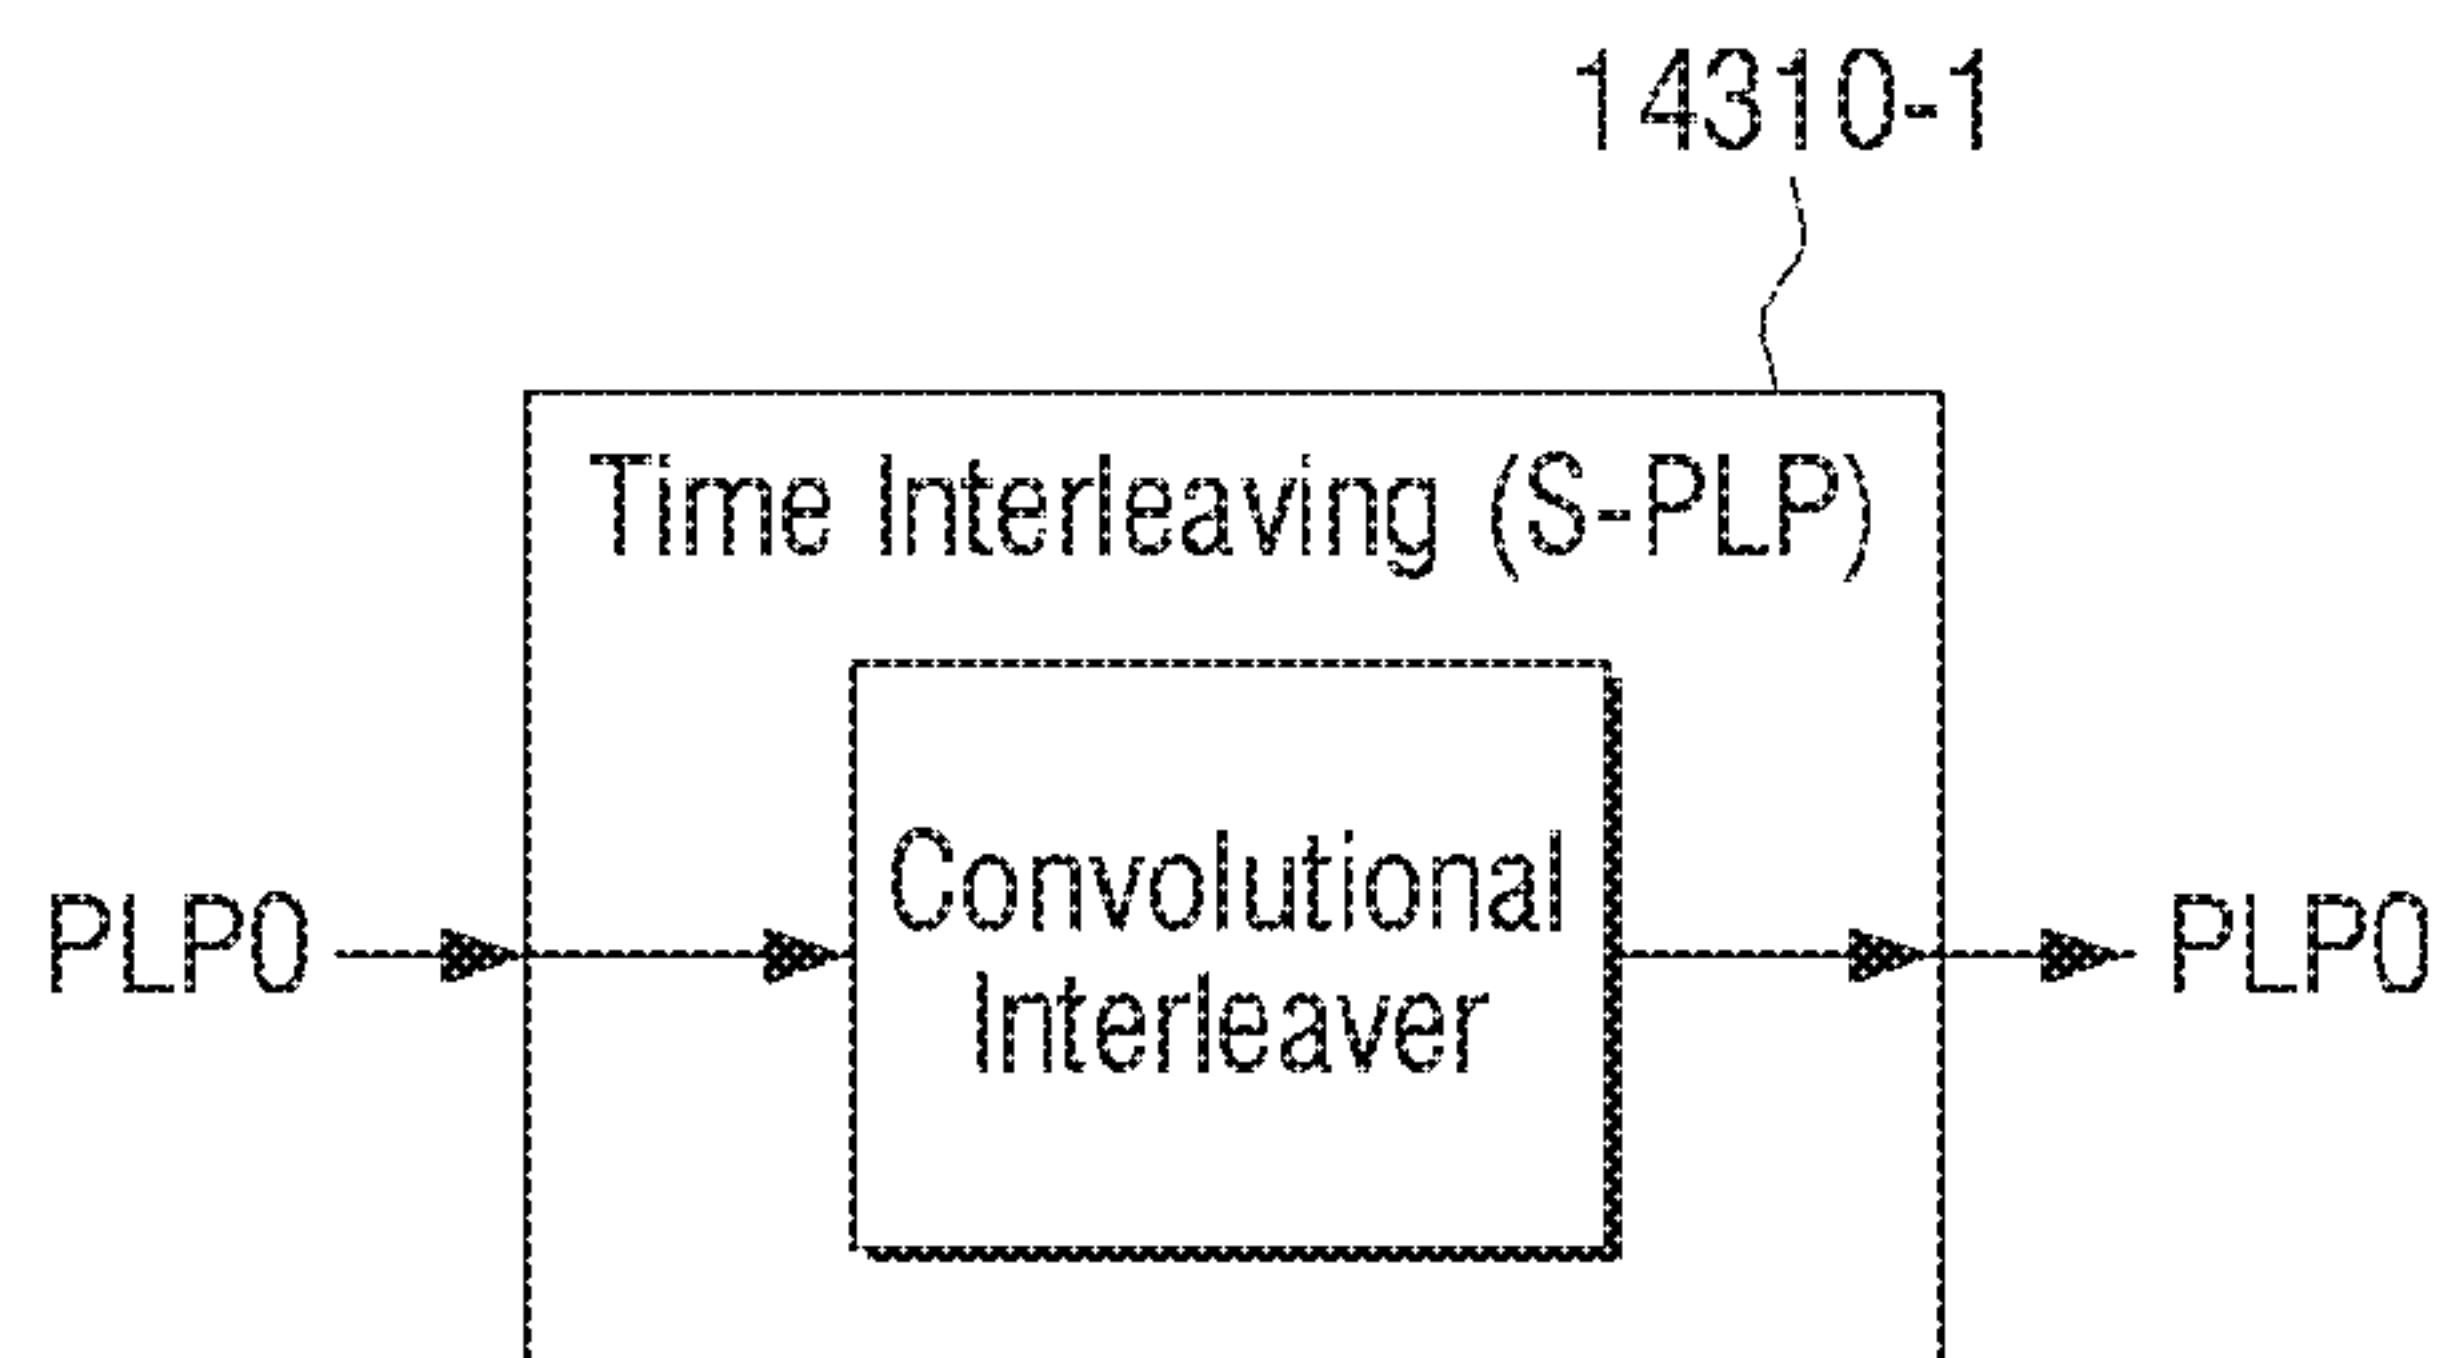 14310-1
Time Interleaving (S-PLP)
Convolutional
Interleaver
PLP0
PLP0